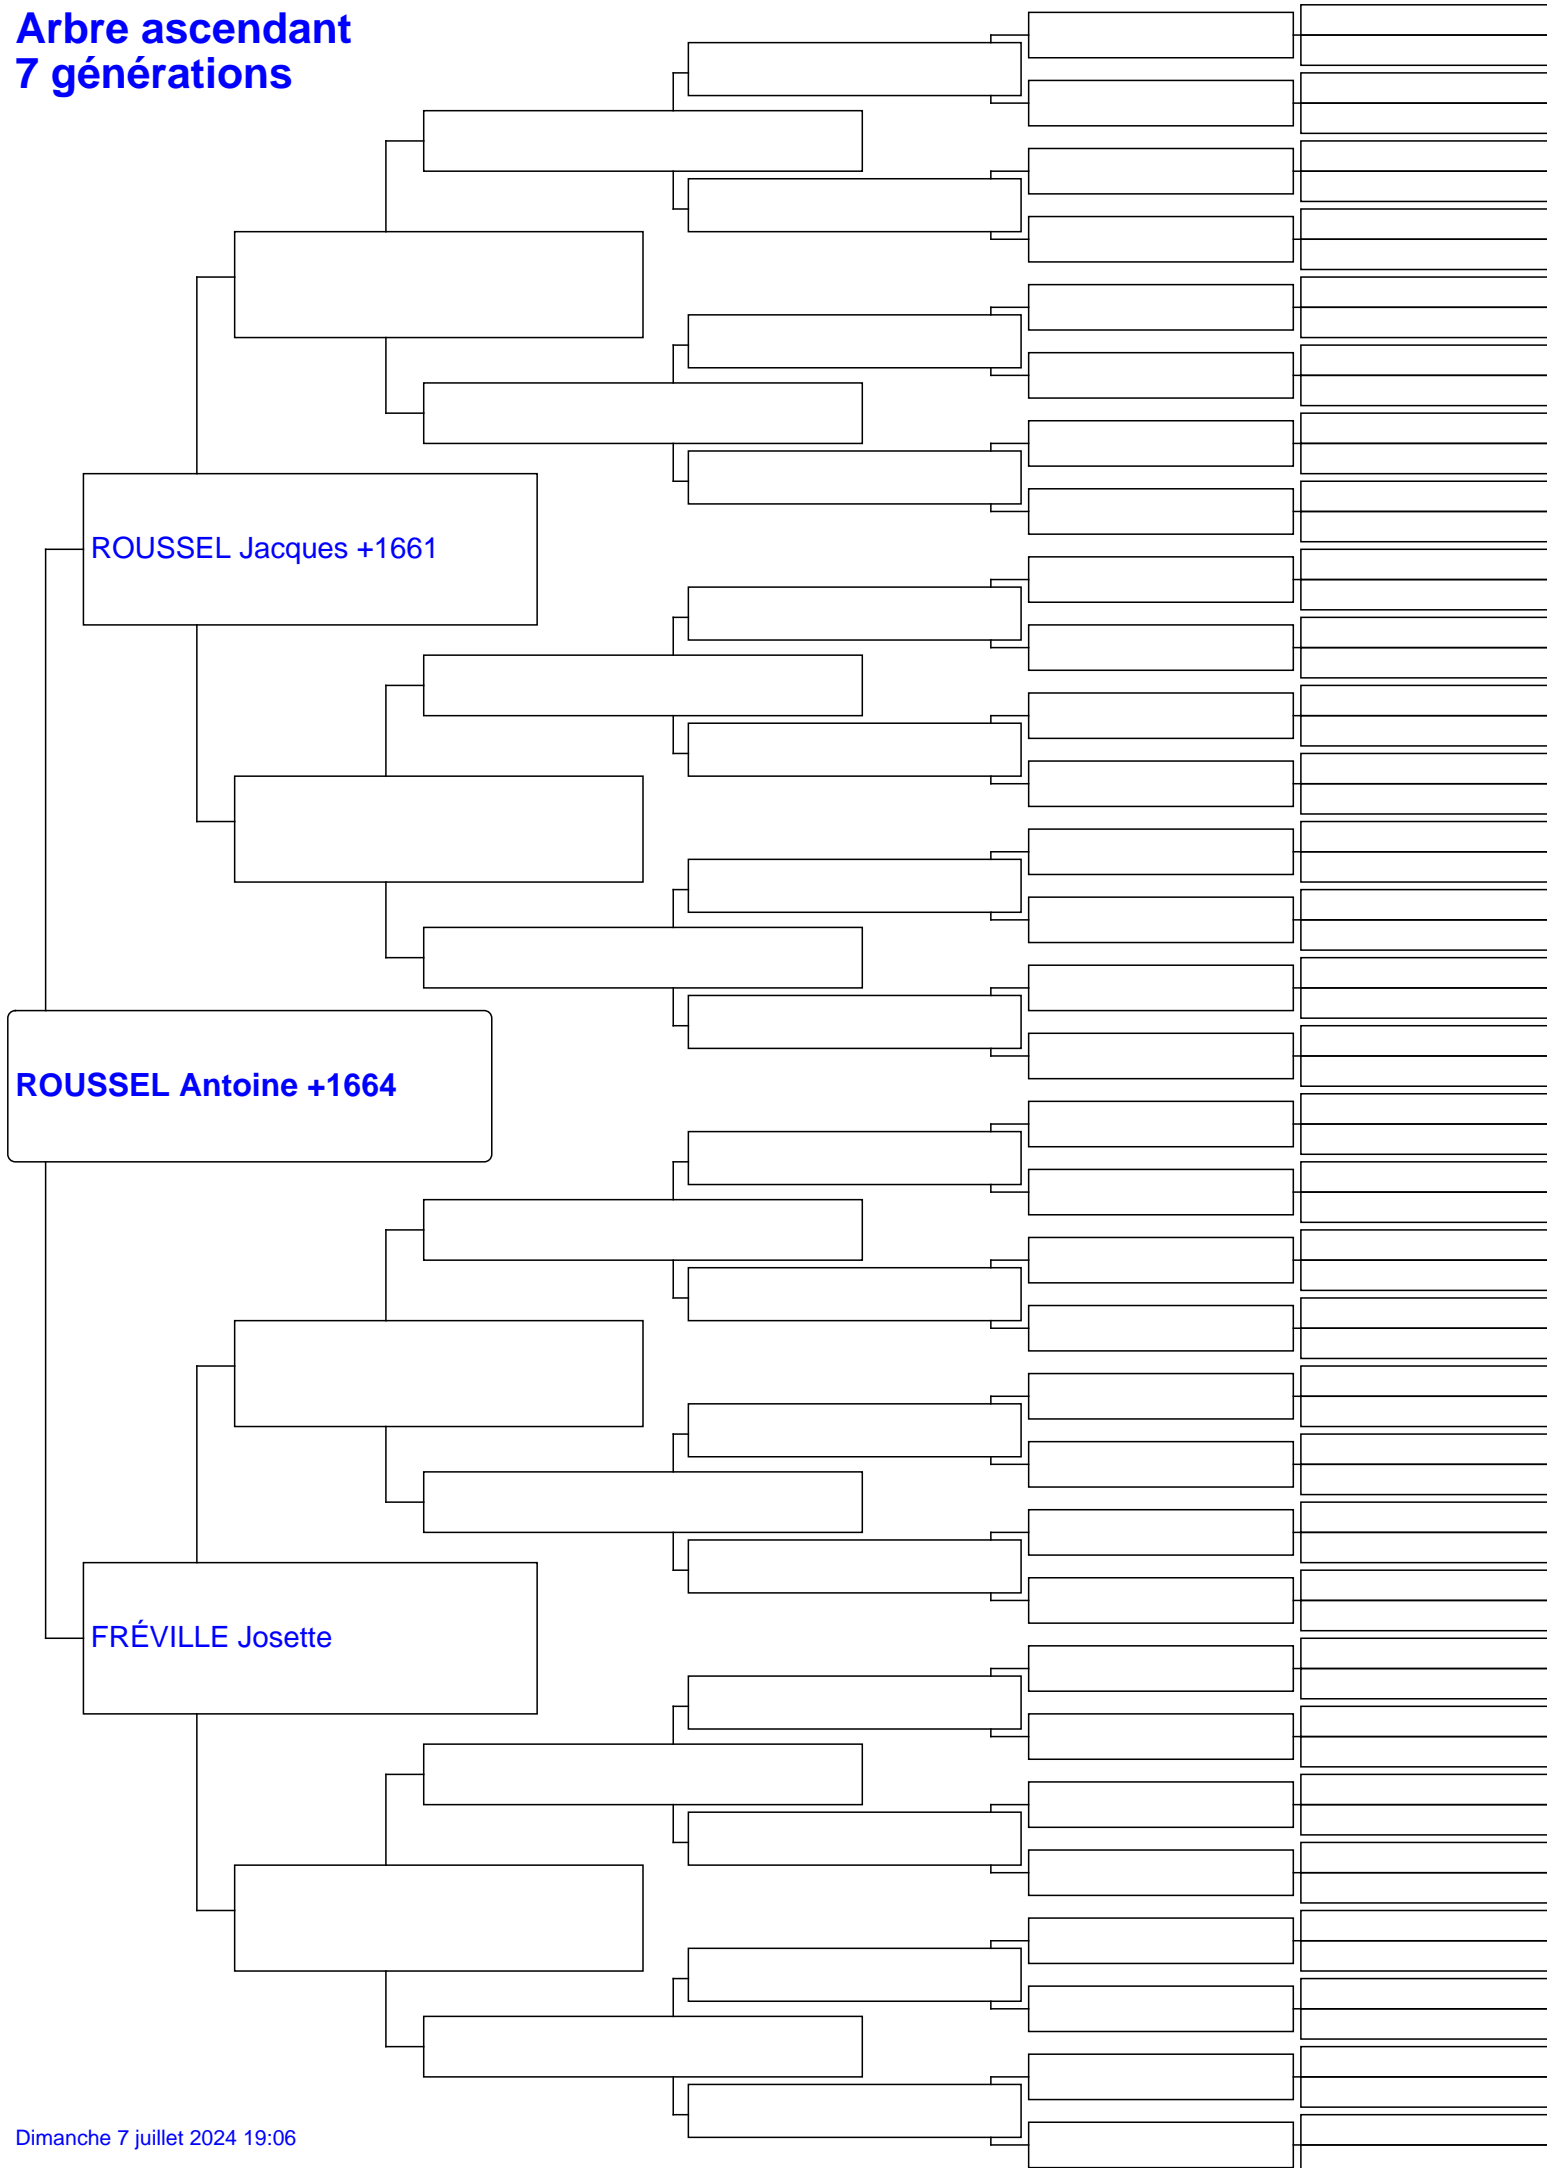 Arbre ascendant
7 générations
ROUSSEL Jacques +1661
ROUSSEL Antoine +1664
FRÉVILLE Josette
Dimanche 7 juillet 2024 19:06